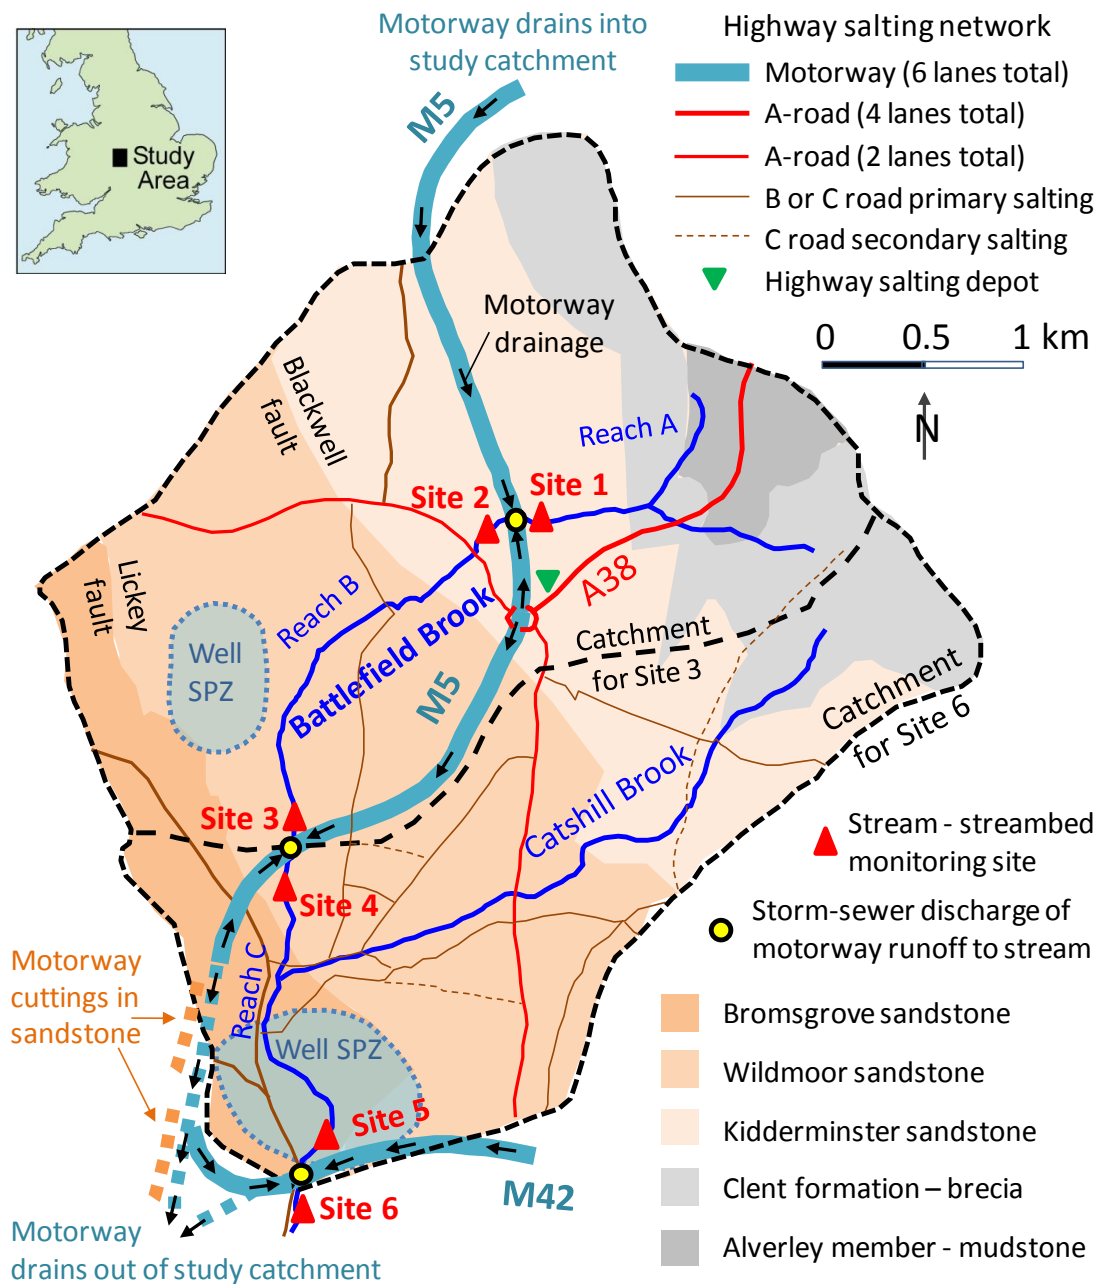 Motorway drains into
study catchment
M5
Study
Area
Highway salting network
Motorway (6 lanes total)
A-road (4 lanes total)
A-road (2 lanes total)
B or C road primary salting
C road secondary salting
Highway salting depot
0 0.5 1 km
N
Motorway
drainage
Blackwell
fault
Reach A
Site 2
Site 1
A38
Lickey
fault
Reach B
Battlefield Brook
Well
SPZ
M5
Catchment
for Site 3
Catchment
for Site 6
Catshill Brook
Site 3
Site 4
Stream - streambed
monitoring site
Storm-sewer discharge of
motorway runoff to stream
Motorway
cuttings in
sandstone
Reach C
Well SPZ
Site 5
M42
Site 6
Bromsgrove sandstone
Wildmoor sandstone
Kidderminster sandstone
Clent formation – brecia
Alverley member - mudstone
Motorway
drains out of study catchment